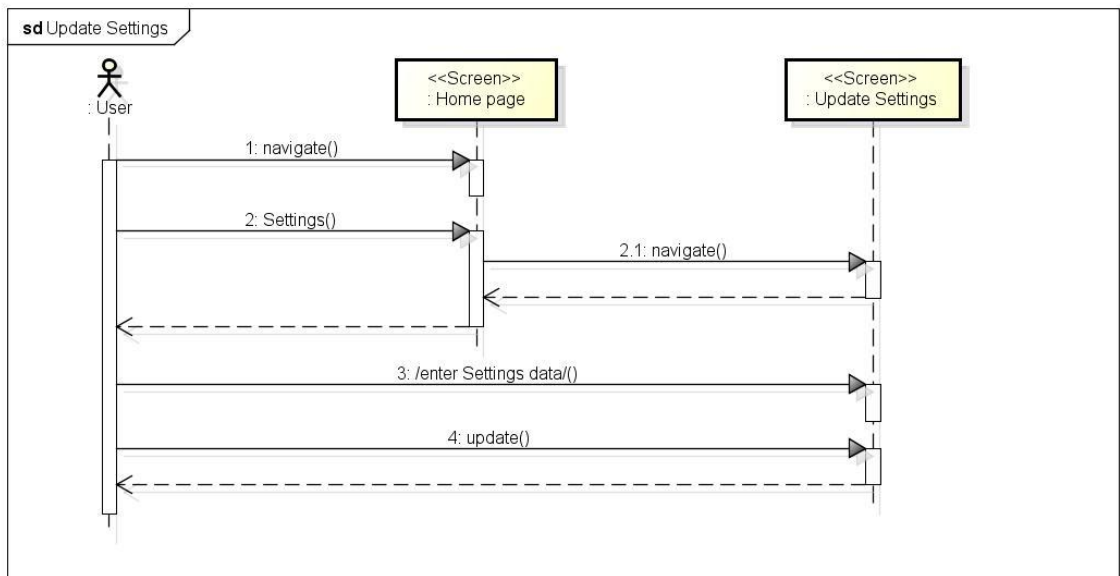 sd Update Settings
: User
<<Screen>>
: Home page
<<Screen>>
: Update Settings
1: navigate()
2: Settings()
2.1: navigate()
3: /enter Settings data/()
4: update()